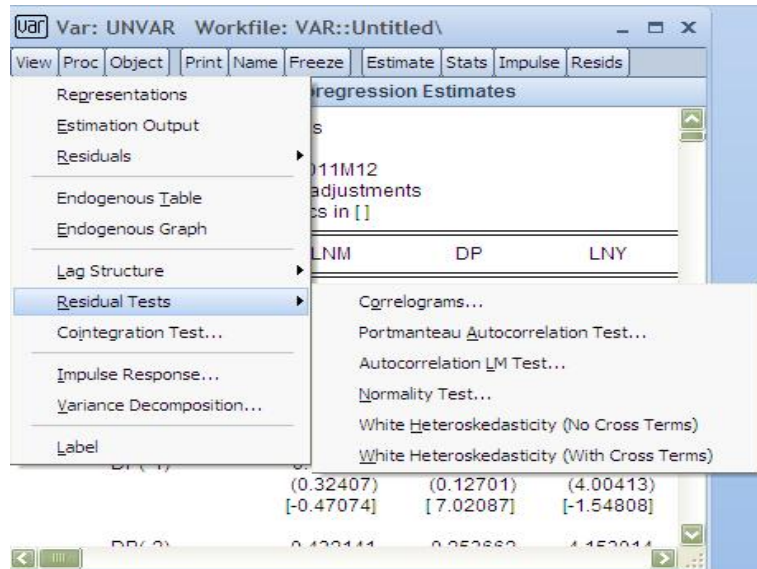 Var Var: UNVAR Workfile: VAR::Untitled\
View Proc Object Print Name Freeze Estimate Stats Impulse Resids
Representations
Estimation Output
Residuals
Endogenous Table
Endogenous Graph
Lag Structure
Residual Tests
Cointegration Test...
Impulse Response...
Variance Decomposition...
Label
Correlograms...
Portmanteau Autocorrelation Test...
Autocorrelation LM Test...
Normality Test...
White Heteroskedasticity (No Cross Terms)
White Heteroskedasticity (With Cross Terms)
Estimates
adjustments
in [ ]
LNM DP LNY
(0.32407) (0.12701) (4.00413)
[-0.47074] [ 7.02087] [-1.54808]